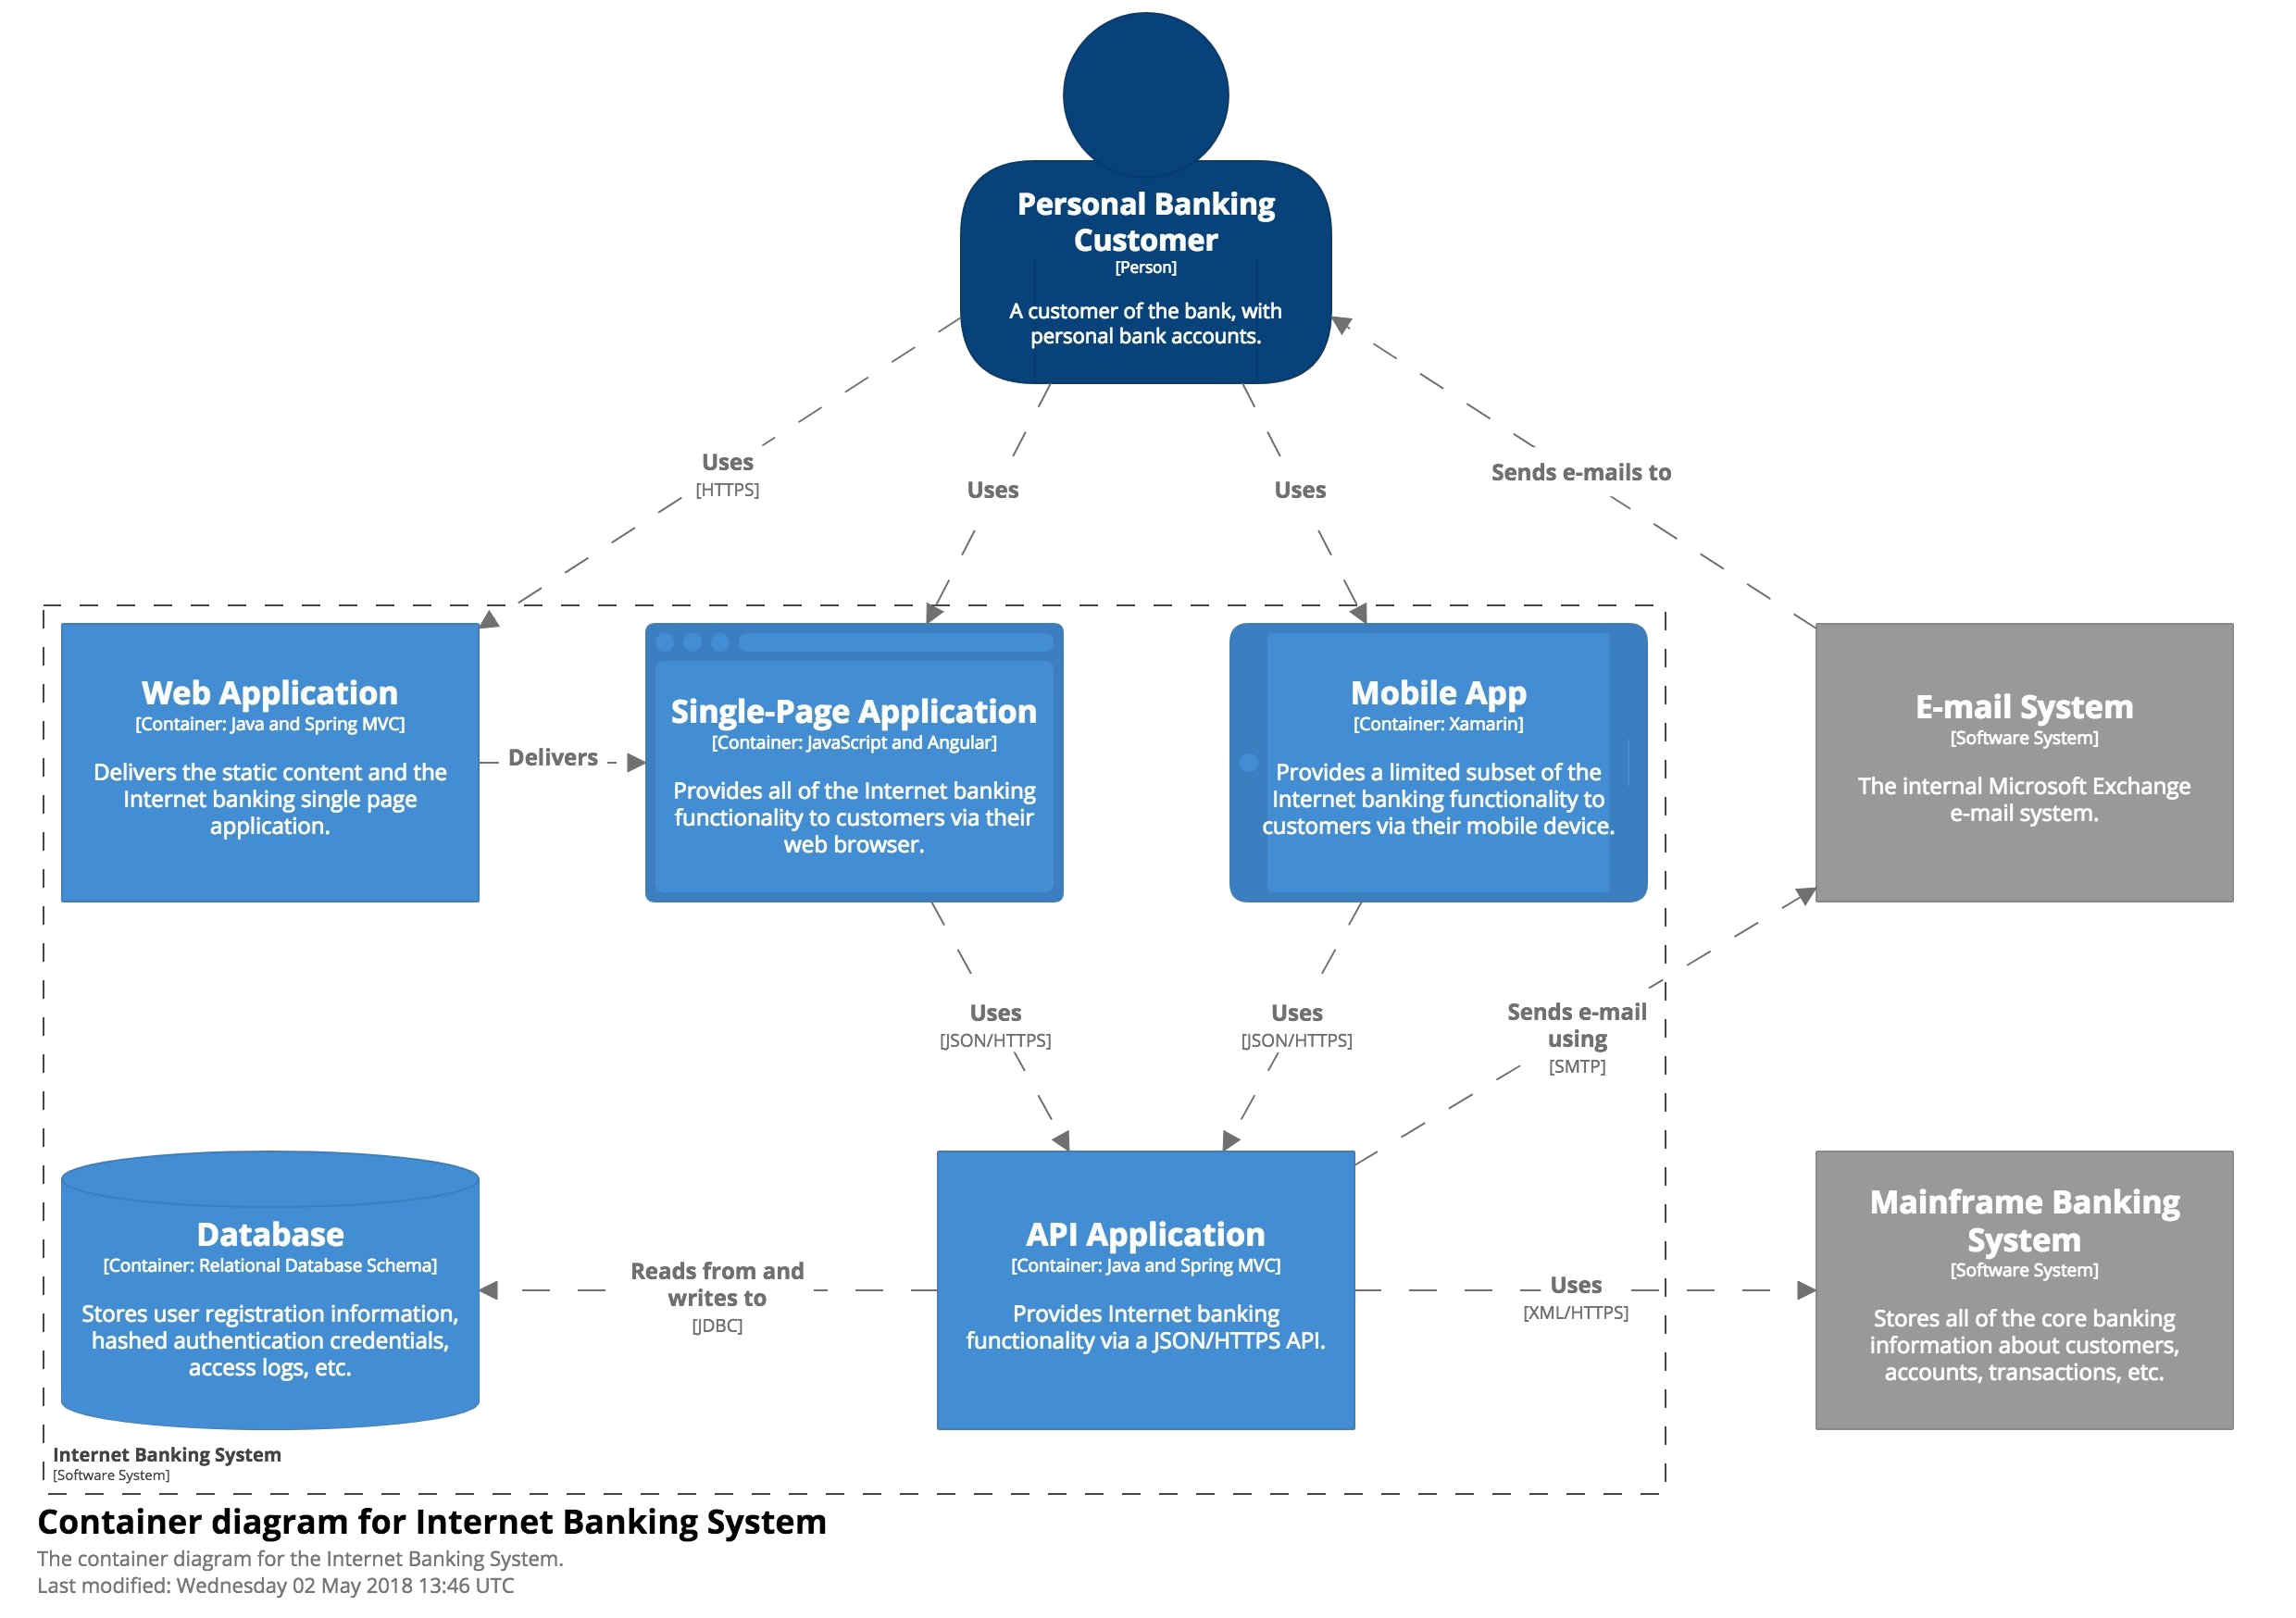 Personal Banking
Customer
[Person]
A customer of the bank, with
personal bank accounts.
Uses
[HTTPS]
Uses
Uses
Sends e-mails to
Web Application
[Container: Java and Spring MVC]
Delivers the static content and the
Internet banking single page
application.
Delivers
Single-Page Application
[Container: JavaScript and Angular]
Provides all of the Internet banking
functionality to customers via their
web browser.
Mobile App
[Container: Xamarin]
Provides a limited subset of the
Internet banking functionality to
customers via their mobile device.
E-mail System
[Software System]
The internal Microsoft Exchange
e-mail system.
Uses
[JSON/HTTPS]
Uses
[JSON/HTTPS]
Sends e-mail
using
[SMTP]
Database
[Container: Relational Database Schema]
Stores user registration information,
hashed authentication credentials,
access logs, etc.
Reads from and
writes to
[JDBC]
API Application
[Container: Java and Spring MVC]
Provides Internet banking
functionality via a JSON/HTTPS API.
Uses
[XML/HTTPS]
Mainframe Banking
System
[Software System]
Stores all of the core banking
information about customers,
accounts, transactions, etc.
Internet Banking System
[Software System]
Container diagram for Internet Banking System
The container diagram for the Internet Banking System.
Last modified: Wednesday 02 May 2018 13:46 UTC